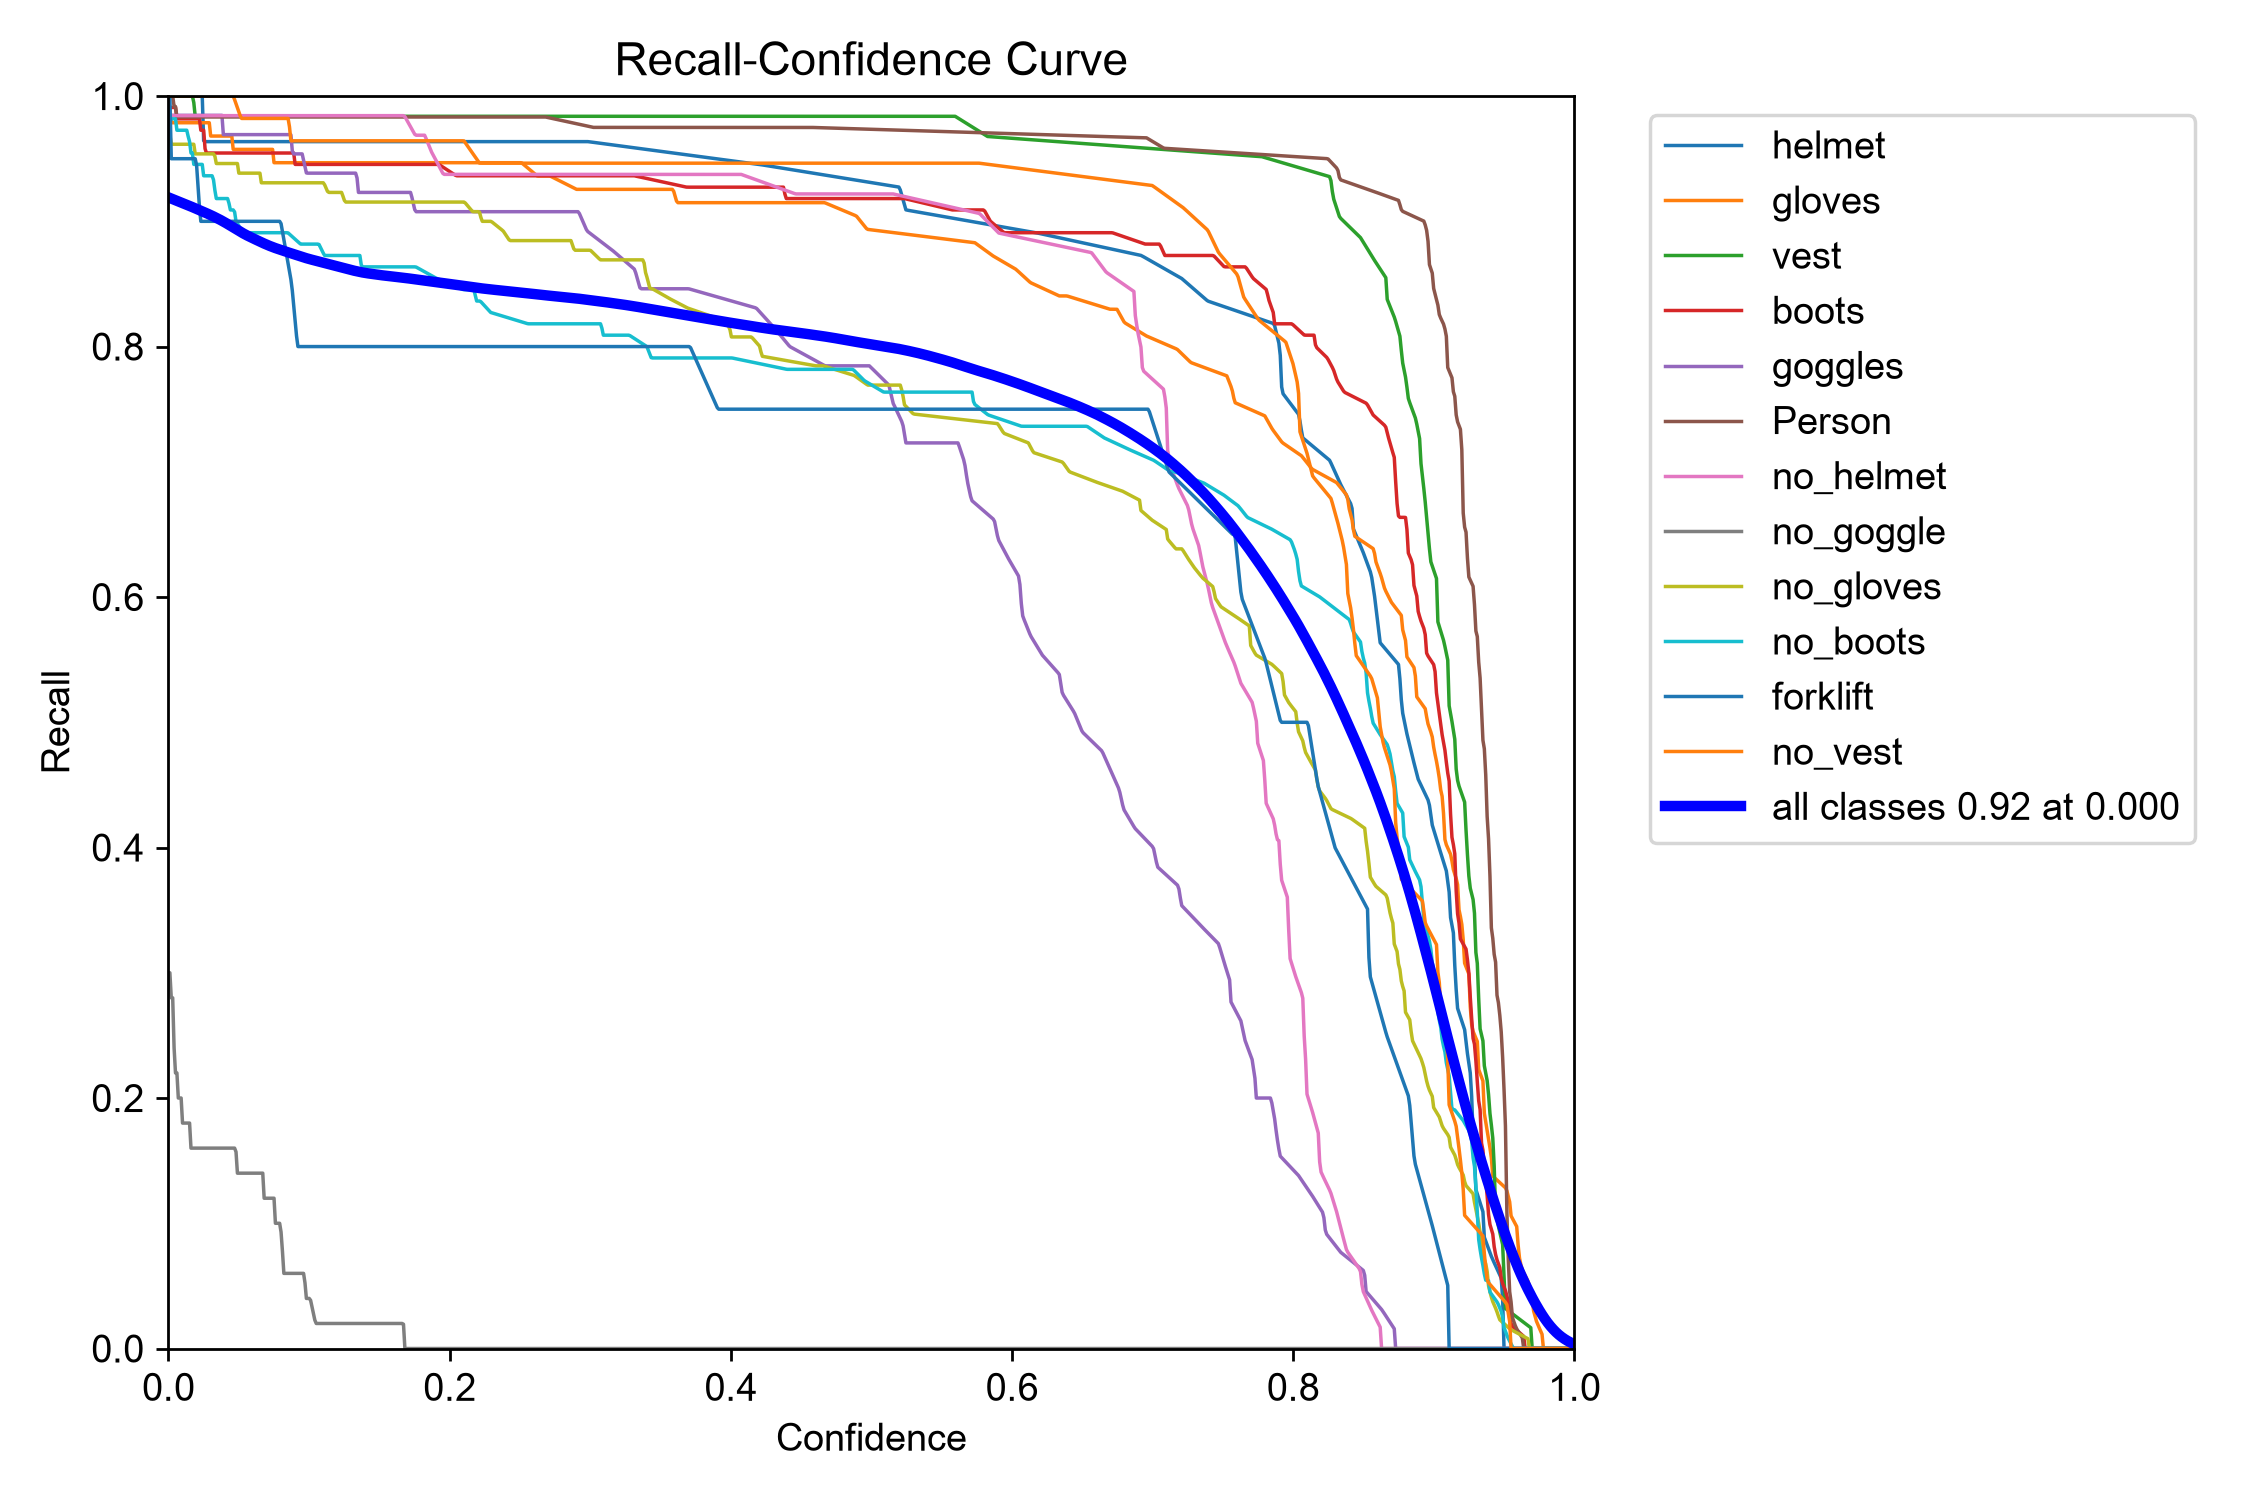 Recall-Confidence Curve
1.0
0.8
0.6
0.4
0.2
0.0
Recall
0.0 0.2 0.4 0.6 0.8 1.0
Confidence
helmet
gloves
vest
boots
goggles
Person
no_helmet
no_goggle
no_gloves
no_boots
forklift
no_vest
all classes 0.92 at 0.000